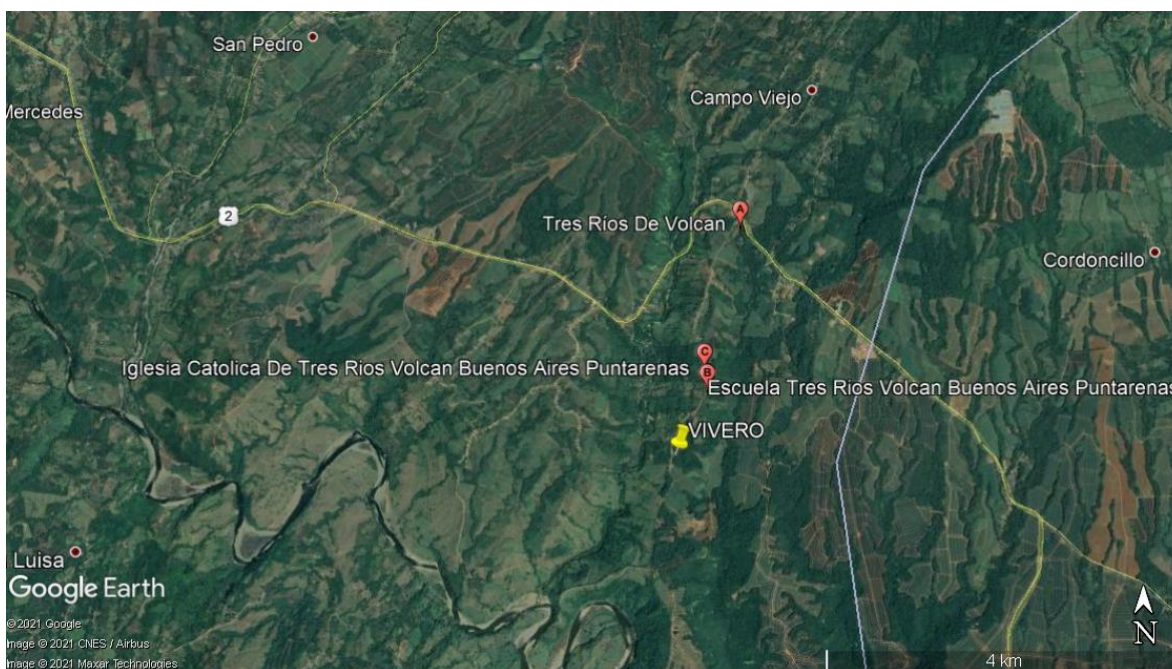 San Pedro
Campo Viejo
Mercedes
2
A
Tres Ríos De Volcan
Cordoncillo
C
Iglesia Catolica De Tres Rios Volcan Buenos Aires Puntarenas
B
Escuela Tres Rios Volcan Buenos Aires Puntarenas
VIVERO
Luisa
Google Earth
© 2021 Google
Image © 2021 CNES / Airbus
Image © 2021 Maxar Technologies
N
4 km